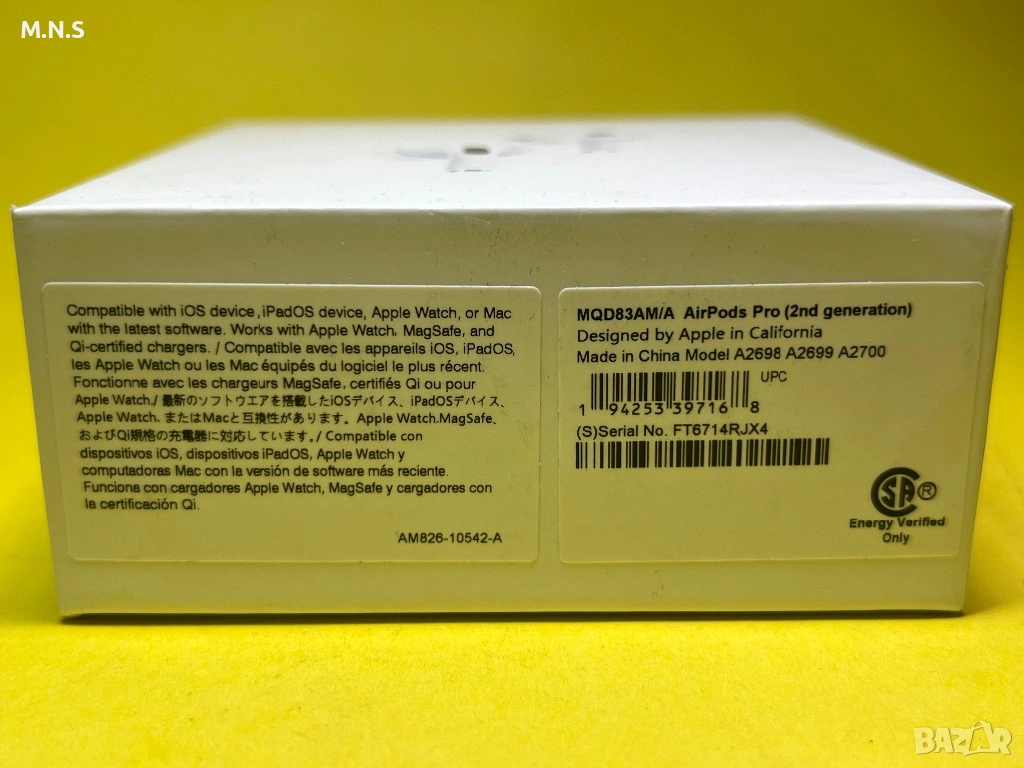 M.N.S
Compatible with iOS device, iPadOS device, Apple Watch, or Mac
with the latest software. Works with Apple Watch, MagSafe, and
Qi-certified chargers. / Compatible avec les appareils iOS, iPadOS,
les Apple Watch ou les Mac équipés du logiciel le plus récent.
Fonctionne avec les chargeurs MagSafe, certifiés Qi ou pour
Apple Watch./ 最新のソフトウエアを搭載したiOSデバイス、iPadOSデバイス、
Apple Watch、またはMacと互換性があります。Apple Watch.MagSafe、
およびQi規格の充電器に対応しています。/ Compatible con
dispositivos iOS, dispositivos iPadOS, Apple Watch y
computadoras Mac con la versión de software más reciente.
Funciona con cargadores Apple Watch, MagSafe y cargadores con
la certificación Qi.
AM826-10542-A
MQD83AM/A AirPods Pro (2nd generation)
Designed by Apple in California
Made in China Model A2698 A2699 A2700
UPC
1 94253 39716 8
(S)Serial No. FT6714RJX4
CSA®
Energy Verified
Only
BAZAR